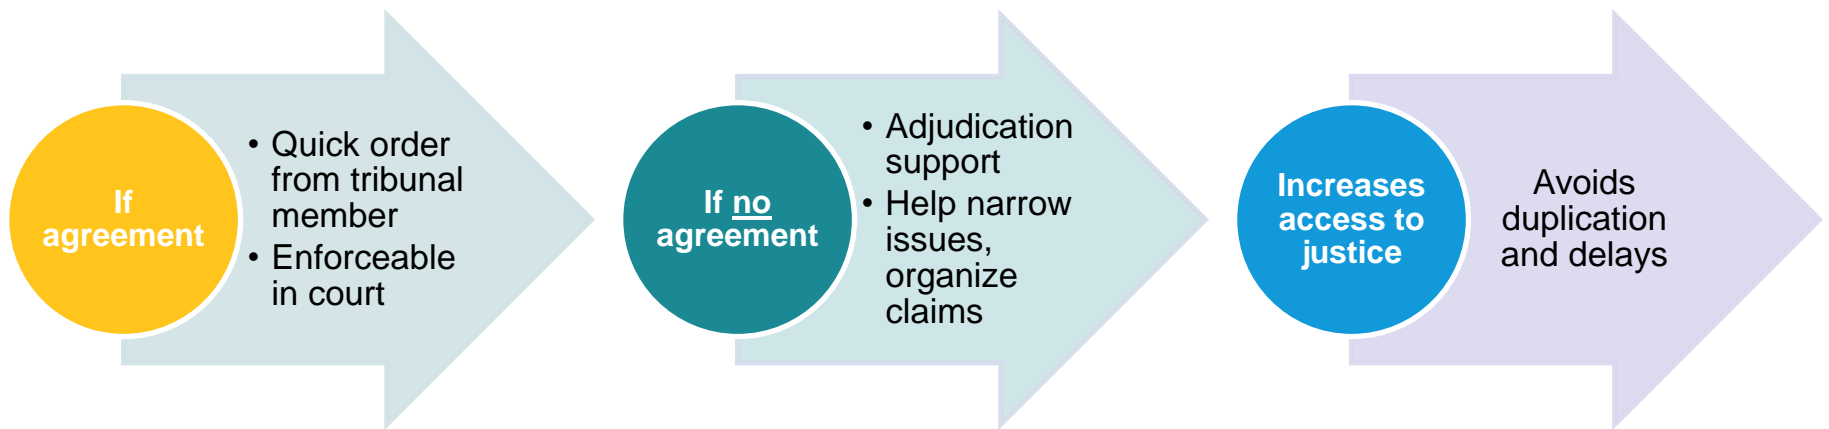 If
agreement
• Quick order
from tribunal
member
• Enforceable
in court
If no
agreement
• Adjudication
support
• Help narrow
issues,
organize
claims
Increases
access to
justice
Avoids
duplication
and delays